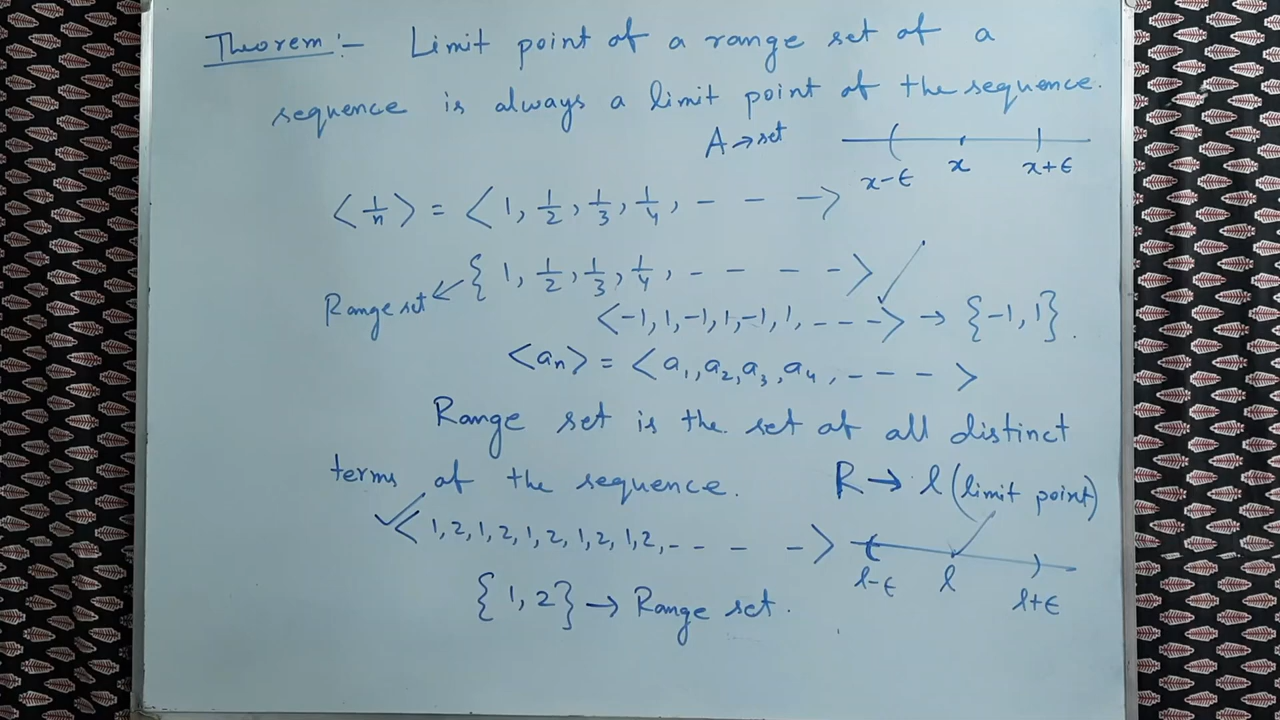 Theorem :- Limit point of a range set of a
sequence is always a limit point of the sequence.
A → set
x-ϵ x x+ϵ
<1/n> = < 1, 1/2, 1/3, 1/4, - - - >
Range set ← { 1, 1/2, 1/3, 1/4, - - - - >
<-1, 1, -1, 1, -1, 1, - - - > → {-1, 1}.
<an> = < a1, a2, a3, a4, - - - >
Range set is the set of all distinct
terms of the sequence. R → l (limit point)
< 1, 2, 1, 2, 1, 2, 1, 2, 1, 2, - - - - >
l-ϵ l l+ϵ
{ 1, 2 } → Range set.